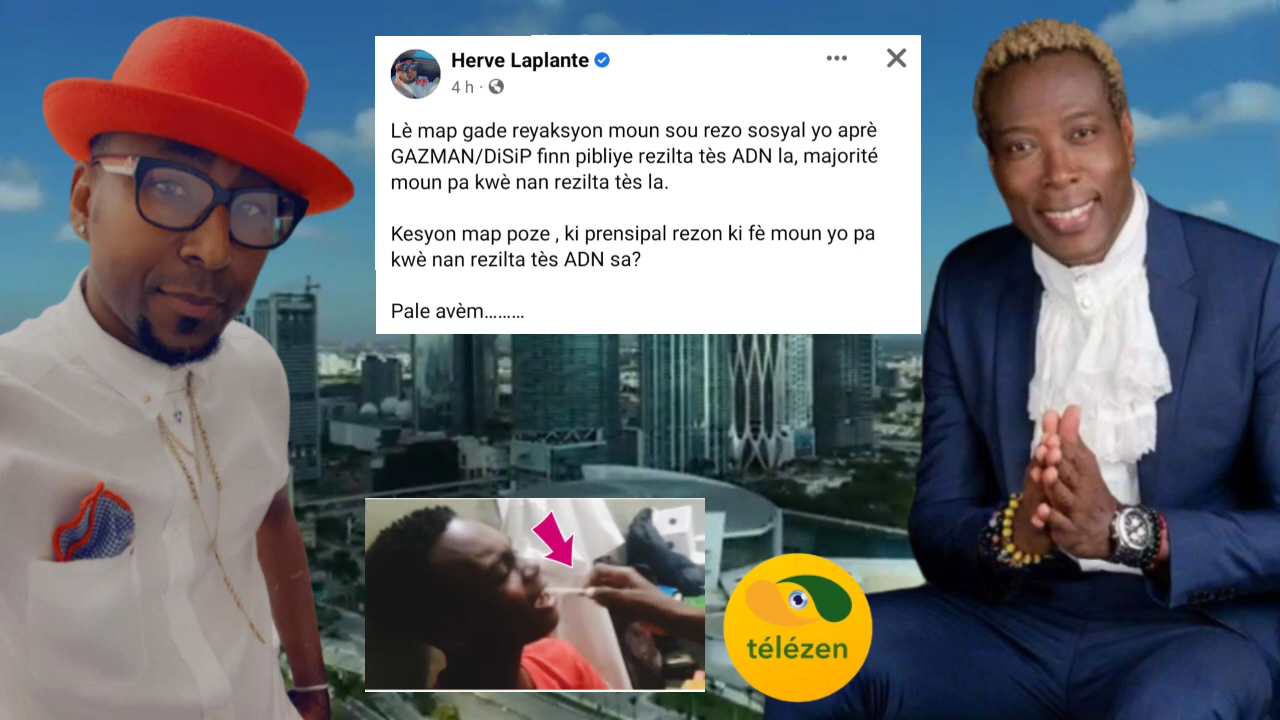 Herve Laplante
4 h ·
Lè map gade reyaksyon moun sou rezo sosyal yo aprè
GAZMAN/DiSiP finn pibliye rezilta tès ADN la, majorité
moun pa kwè nan rezilta tès la.
Kesyon map poze , ki prensipal rezon ki fè moun yo pa
kwè nan rezilta tès ADN sa?
Pale avèm.........
télézen